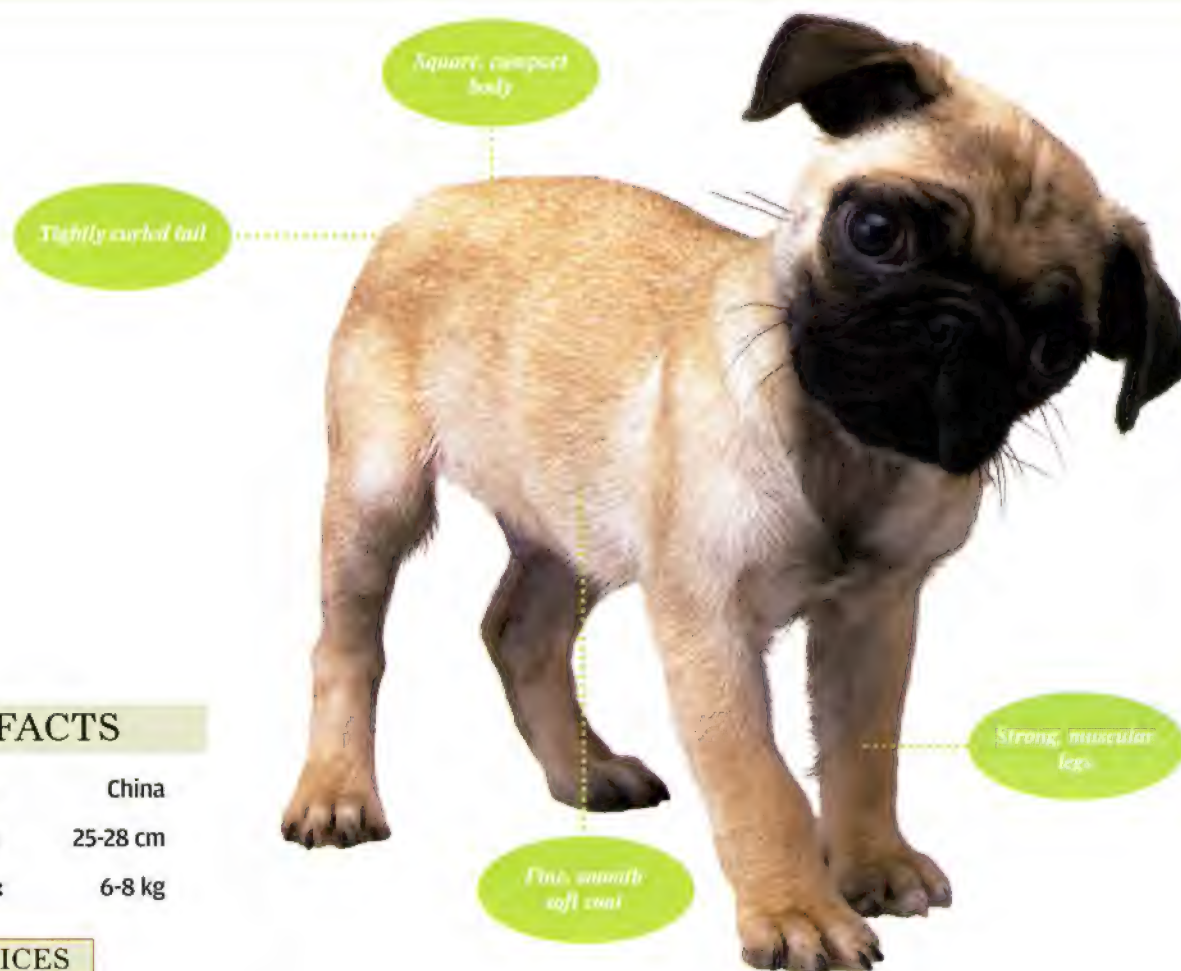 Square, compact
body
Tightly curled tail
Strong, muscular
legs
Fine, smooth
soft coat
FACTS
China
25-28 cm
6-8 kg
ICES